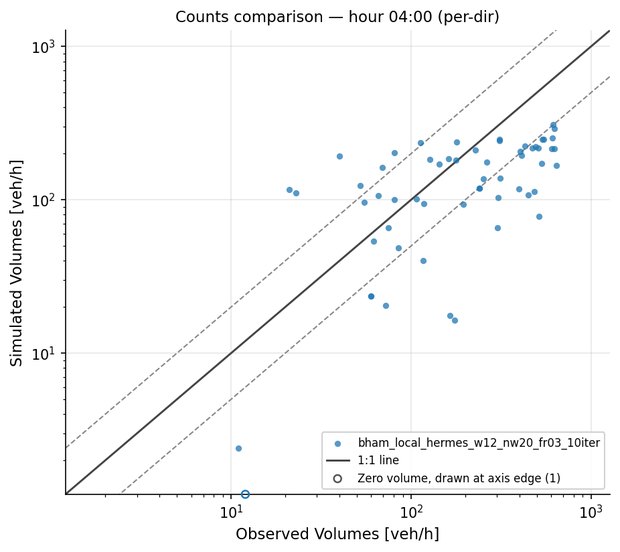 Counts comparison — hour 04:00 (per-dir)
Simulated Volumes [veh/h]
10³
10²
10¹
10¹
10²
10³
Observed Volumes [veh/h]
bham_local_hermes_w12_nw20_fr03_10iter
1:1 line
Zero volume, drawn at axis edge (1)